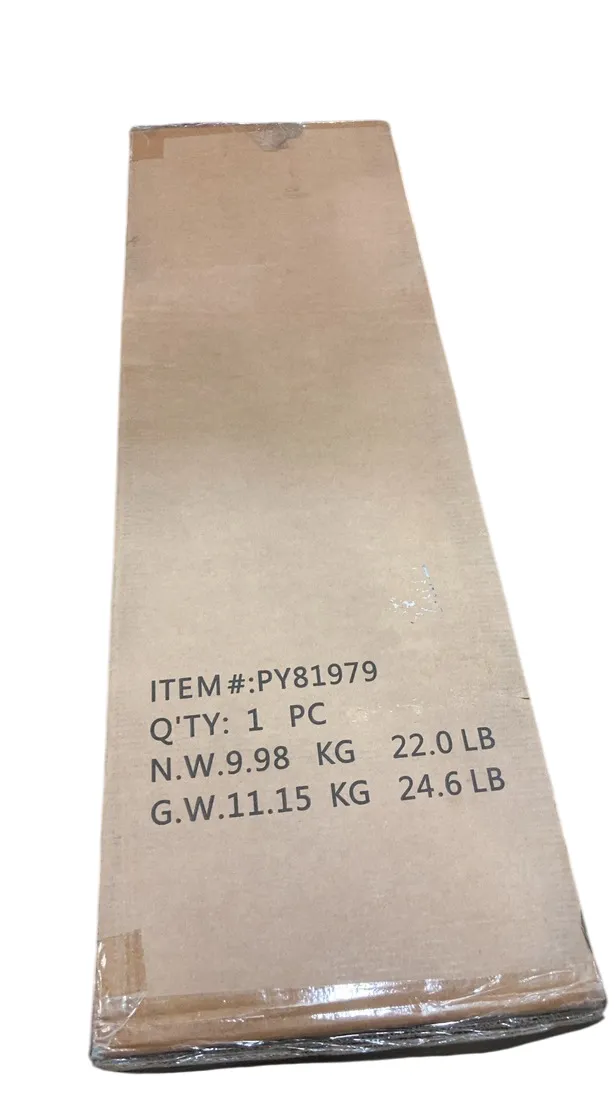 ITEM #:PY81979
Q'TY: 1 PC
N.W.9.98 KG 22.0 LB
G.W.11.15 KG 24.6 LB